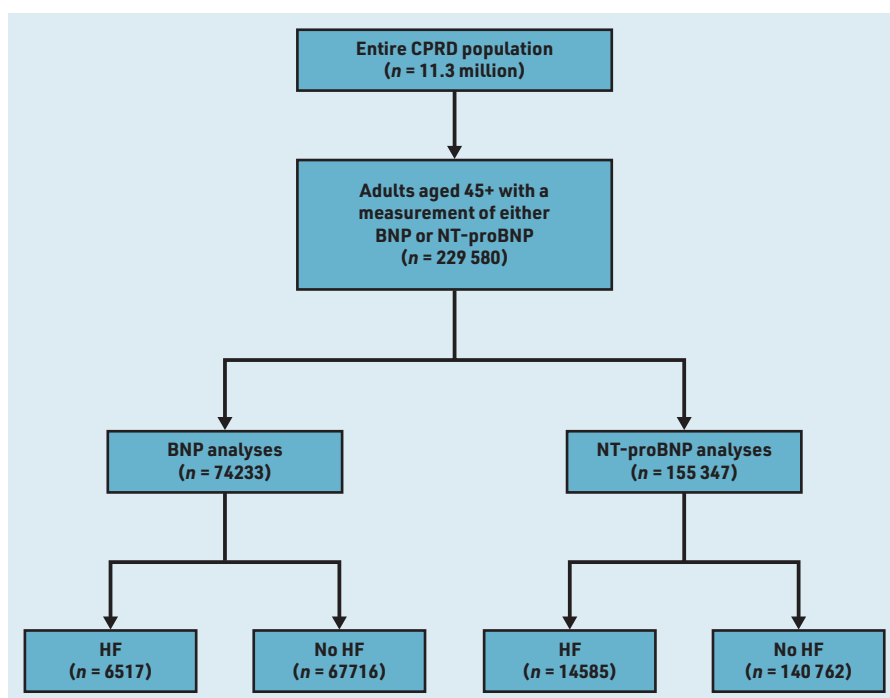 Entire CPRD population
(n = 11.3 million)
Adults aged 45+ with a
measurement of either
BNP or NT-proBNP
(n = 229 580)
BNP analyses
(n = 74233)
NT-proBNP analyses
(n = 155 347)
HF
(n = 6517)
No HF
(n = 67716)
HF
(n = 14585)
No HF
(n = 140 762)